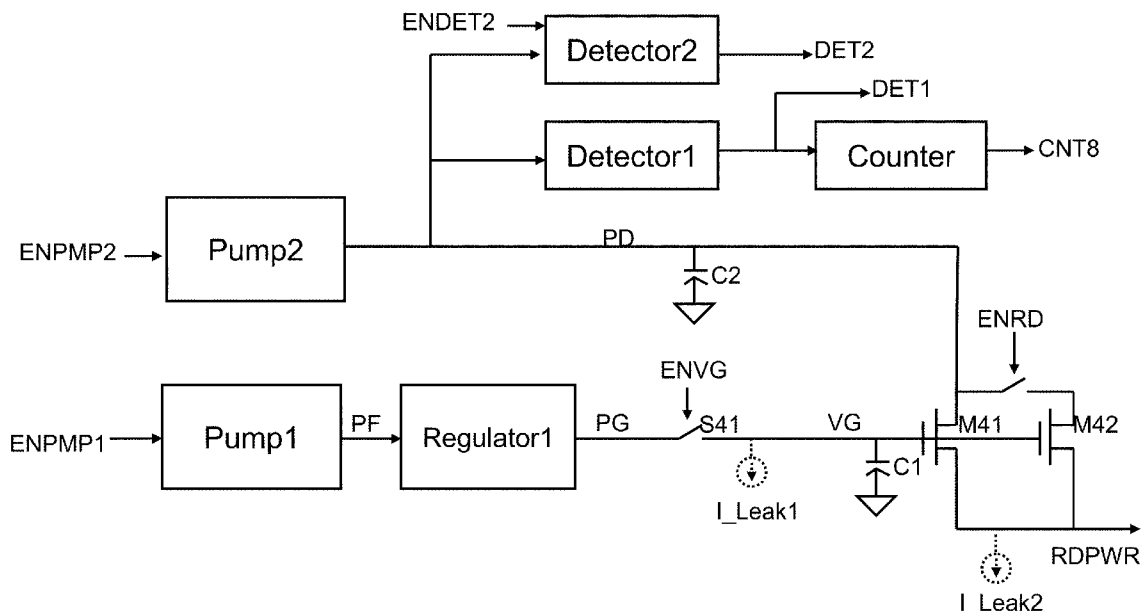 ENDET2
Detector2
DET2
DET1
Detector1
Counter
CNT8
ENPMP2
Pump2
PD
C2
ENRD
ENVG
ENPMP1
Pump1
PF
Regulator1
PG
S41
VG
M41
M42
C1
I_Leak1
RDPWR
I_Leak2